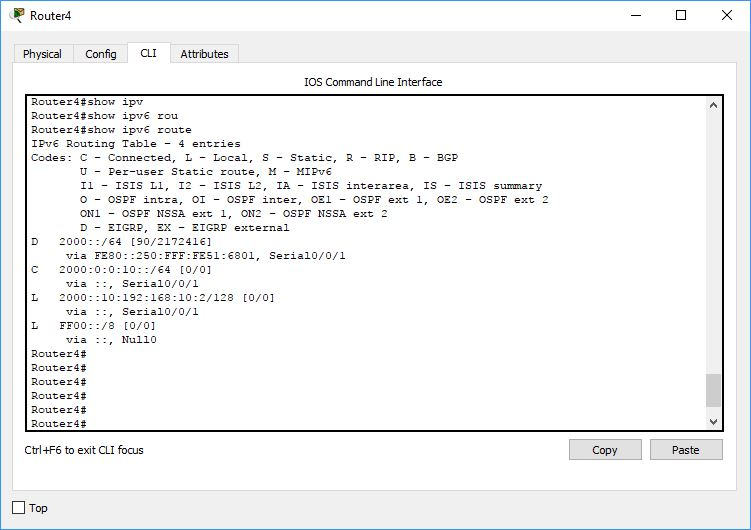 Router4
Physical Config CLI Attributes
IOS Command Line Interface
Router4#show ipv
Router4#show ipv6 rou
Router4#show ipv6 route
IPv6 Routing Table - 4 entries
Codes: C - Connected, L - Local, S - Static, R - RIP, B - BGP
       U - Per-user Static route, M - MIPv6
       I1 - ISIS L1, I2 - ISIS L2, IA - ISIS interarea, IS - ISIS summary
       O - OSPF intra, OI - OSPF inter, OE1 - OSPF ext 1, OE2 - OSPF ext 2
       ON1 - OSPF NSSA ext 1, ON2 - OSPF NSSA ext 2
       D - EIGRP, EX - EIGRP external
D   2000::/64 [90/2172416]
     via FE80::250:FFF:FE51:6801, Serial0/0/1
C   2000:0:0:10::/64 [0/0]
     via ::, Serial0/0/1
L   2000::10:192:168:10:2/128 [0/0]
     via ::, Serial0/0/1
L   FF00::/8 [0/0]
     via ::, Null0
Router4#
Router4#
Router4#
Router4#
Router4#
Router4#
Ctrl+F6 to exit CLI focus Copy Paste
Top